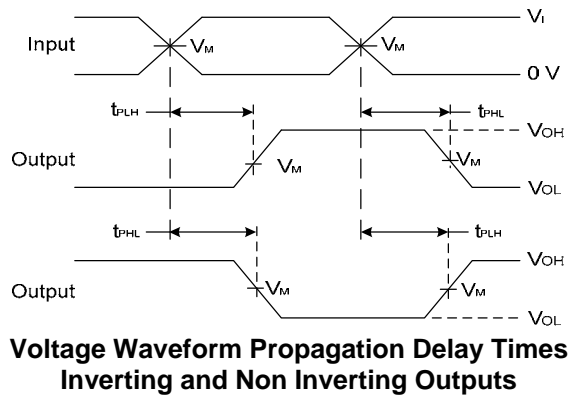 VI
Input VM VM
0 V
tPLH tPHL
VOH
Output VM VM
VOL
tPHL tPLH
VOH
Output VM VM
VOL
Voltage Waveform Propagation Delay Times
Inverting and Non Inverting Outputs